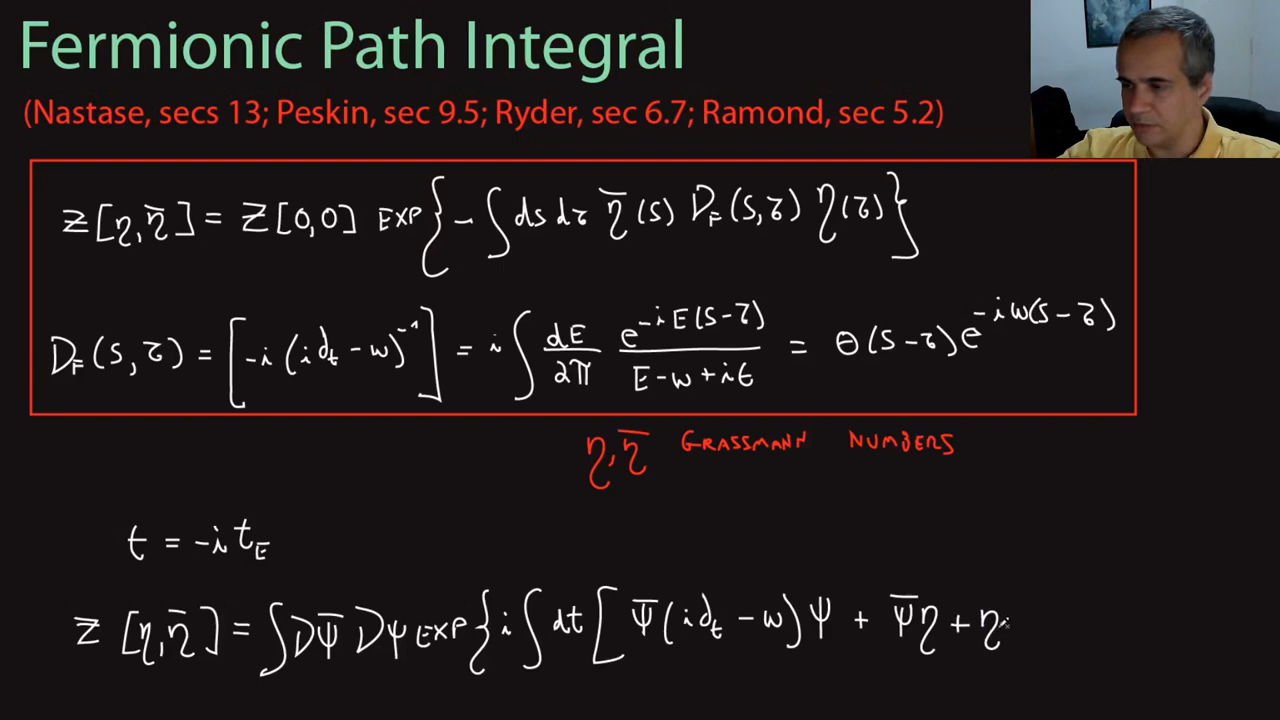 Fermionic Path Integral
(Nastase, secs 13; Peskin, sec 9.5; Ryder, sec 6.7; Ramond, sec 5.2)
Z[η, η̄] = Z[0,0] EXP{ - ∫ ds dτ η̄(s) D_F(s,τ) η(τ) }
D_F(s,τ) = [ -i (i∂_t - w)^{-1} ] = i ∫ dE/2π e^{-iE(s-τ)}/(E - w + iε) = θ(s-τ) e^{-iw(s-τ)}
η, η̄ GRASSMANN NUMBERS
t = -i t_E
Z [η, η̄] = ∫ Dψ̄ Dψ EXP{ i ∫ dt [ ψ̄ (i∂_t - w) ψ + ψ̄η + η